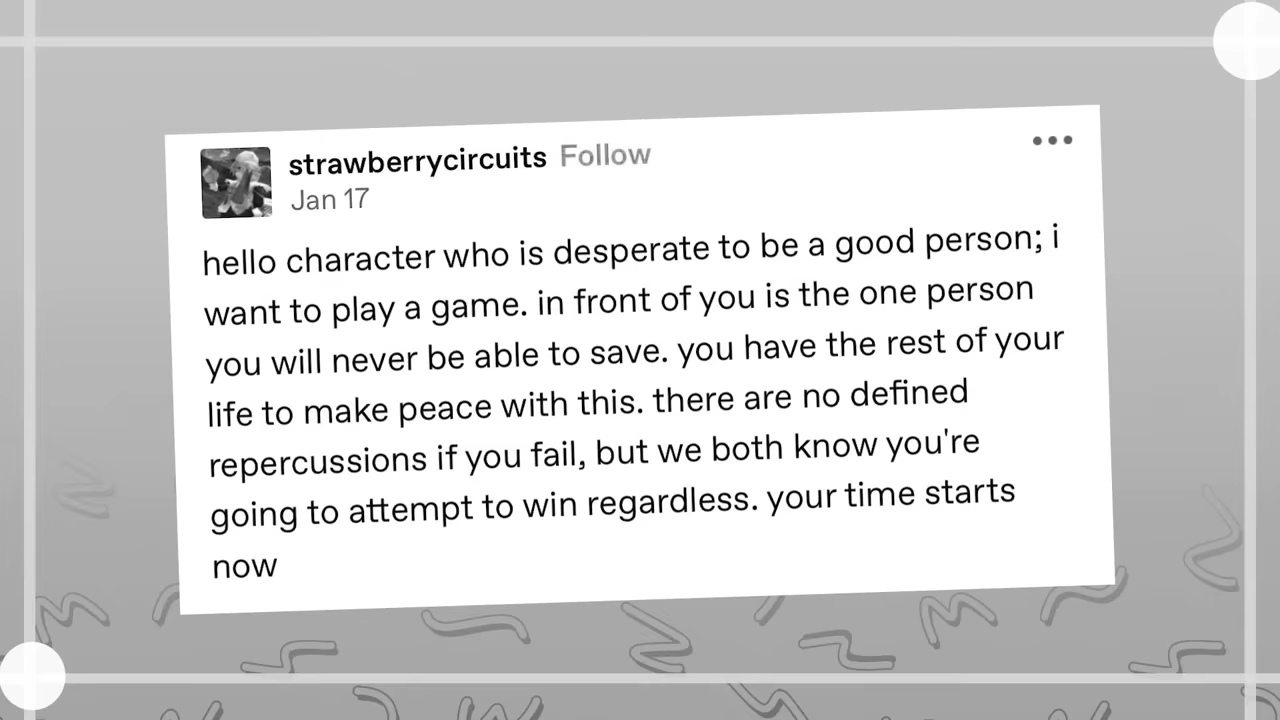 strawberrycircuits Follow
Jan 17
hello character who is desperate to be a good person; i
want to play a game. in front of you is the one person
you will never be able to save. you have the rest of your
life to make peace with this. there are no defined
repercussions if you fail, but we both know you're
going to attempt to win regardless. your time starts
now